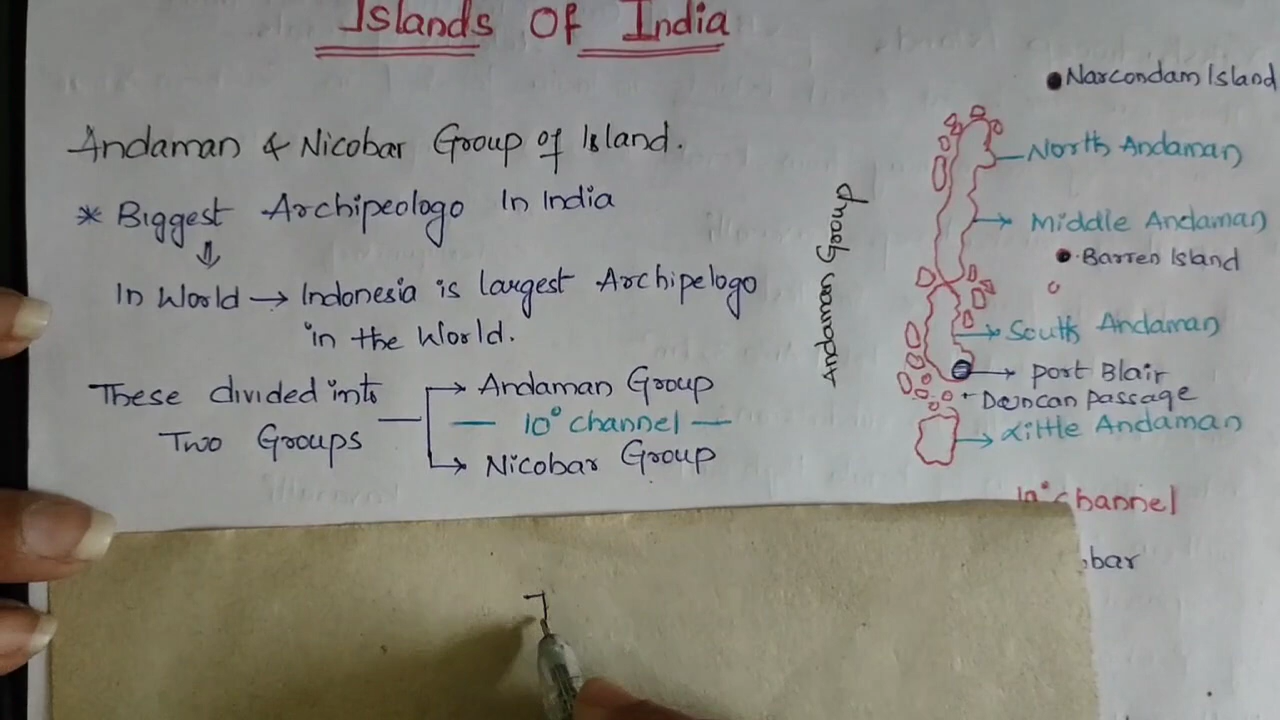 Islands Of India
Andaman & Nicobar Group of Island.
* Biggest Archipeologo In India
⇓
In World → Indonesia is largest Archipelogo
in the World.
These divided into
Two Groups
→ Andaman Group
— 10° channel —
→ Nicobar Group
Andaman Group
Narcondam Island
North Andaman
→ Middle Andaman
Barren Island
→ South Andaman
→ Port Blair
Duncan passage
→ Little Andaman
10° channel
bar